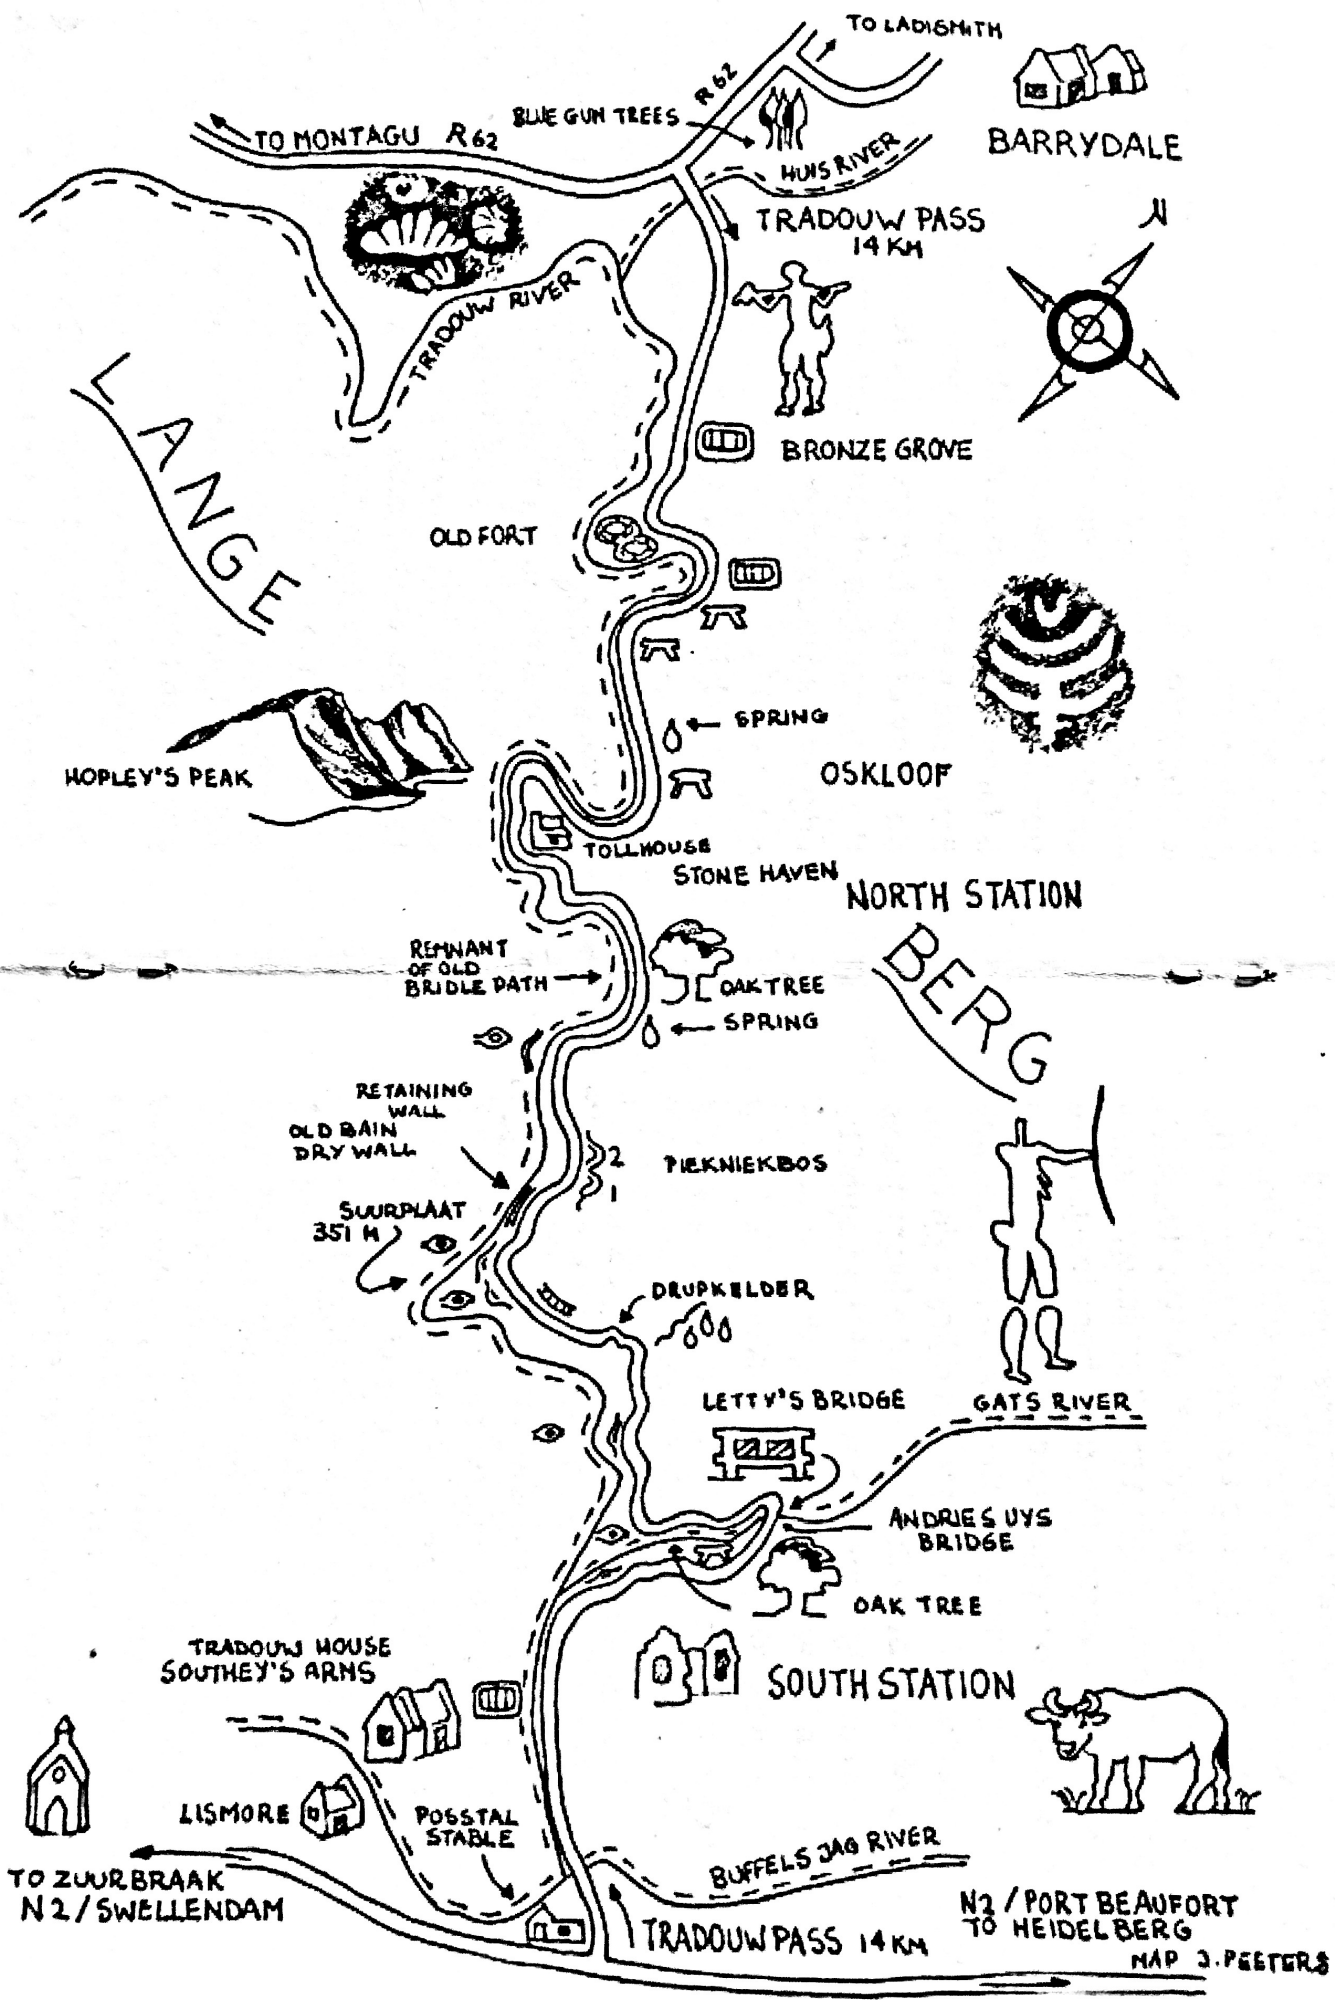 TO LADISMITH
R62
BLUE GUN TREES
TO MONTAGU R62
BARRYDALE
HUIS RIVER
N
TRADOUW PASS
14 KM
TRADOUW RIVER
LANGE
BRONZE GROVE
OLD FORT
SPRING
HOPLEY'S PEAK
OSKLOOF
TOLLHOUSE
STONE HAVEN
NORTH STATION
REMNANT
OF OLD
BRIDLE PATH
OAK TREE
BERG
SPRING
RETAINING
WALL
OLD BAIN
DRY WALL
2
1
PIEKNIEKBOS
SUURPLAAT
351 M
DRUPKELDER
LETTY'S BRIDGE
GATS RIVER
ANDRIES UYS
BRIDGE
OAK TREE
TRADOUW HOUSE
SOUTHEY'S ARMS
SOUTH STATION
LISMORE
POSSTAL
STABLE
BUFFELS JAG RIVER
TO ZUURBRAAK
N2/SWELLENDAM
N2/PORT BEAUFORT
TO HEIDELBERG
TRADOUW PASS 14 KM
MAP J. PEETERS